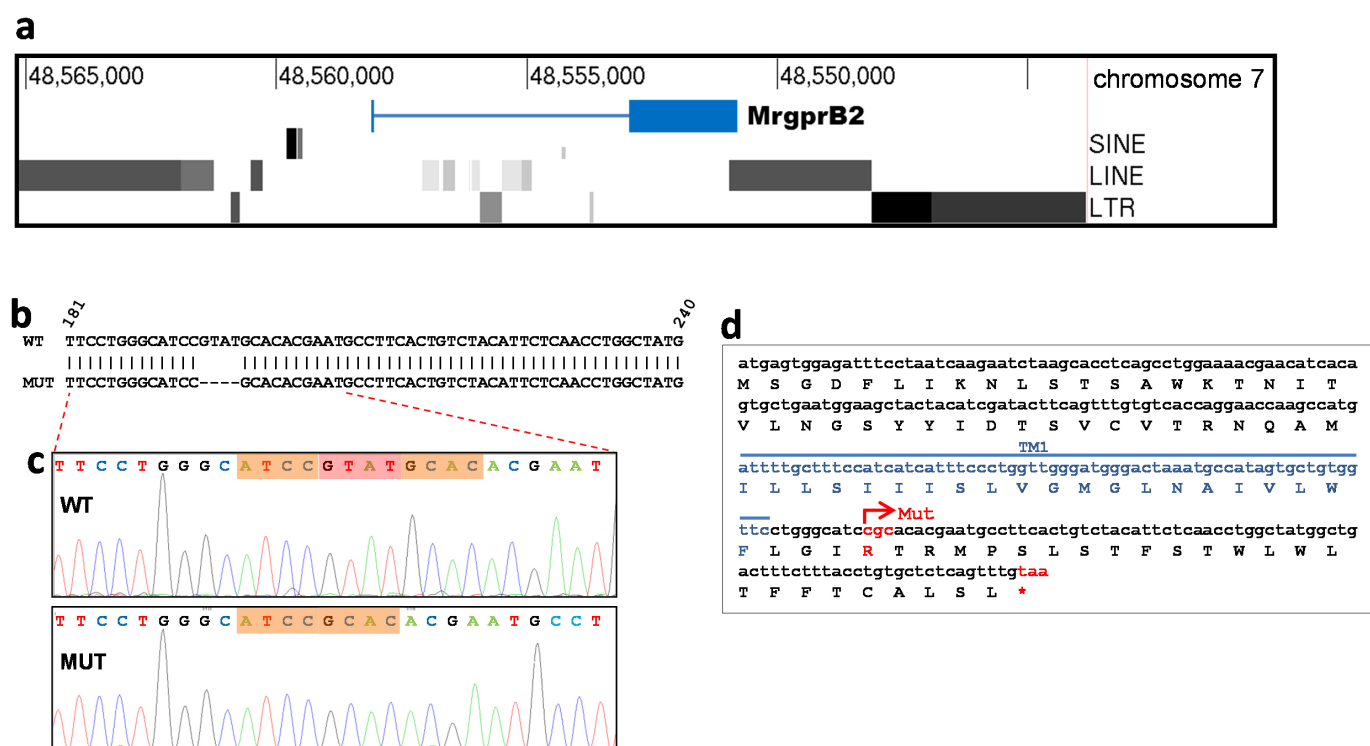 a
48,565,000 48,560,000 48,555,000 48,550,000 chromosome 7
MrgprB2
SINE
LINE
LTR
b
181 240
WT TTCCTGGGCATCCGTATGCACACGAATGCCTTCACTGTCTACATTCTCAACCTGGCTATG
MUT TTCCTGGGCATCC----GCACACGAATGCCTTCACTGTCTACATTCTCAACCTGGCTATG
c
T T C C T G G G C A T C C G T A T G C A C A C G A A T
WT
T T C C T G G G C A T C C G C A C A C G A A T G C C T
MUT
d
atgagtggagatttcctaatcaagaatctaagcacctcagcctggaaaacgaacatcaca
M S G D F L I K N L S T S A W K T N I T
gtgctgaatggaagctactacatcgatacttcagtttgtgtcaccaggaaccaagccatg
V L N G S Y Y I D T S V C V T R N Q A M
TM1
attttgctttccatcatcatttccctggttgggatgggactaaatgccatagtgctgtgg
I L L S I I I S L V G M G L N A I V L W
Mut
ttcctgggcatccgcacacgaatgccttcactgtctacattctcaacctggctatggctg
F L G I R T R M P S L S T F S T W L W L
actttctttacctgtgctctcagtttgtaa
T F F T C A L S L *